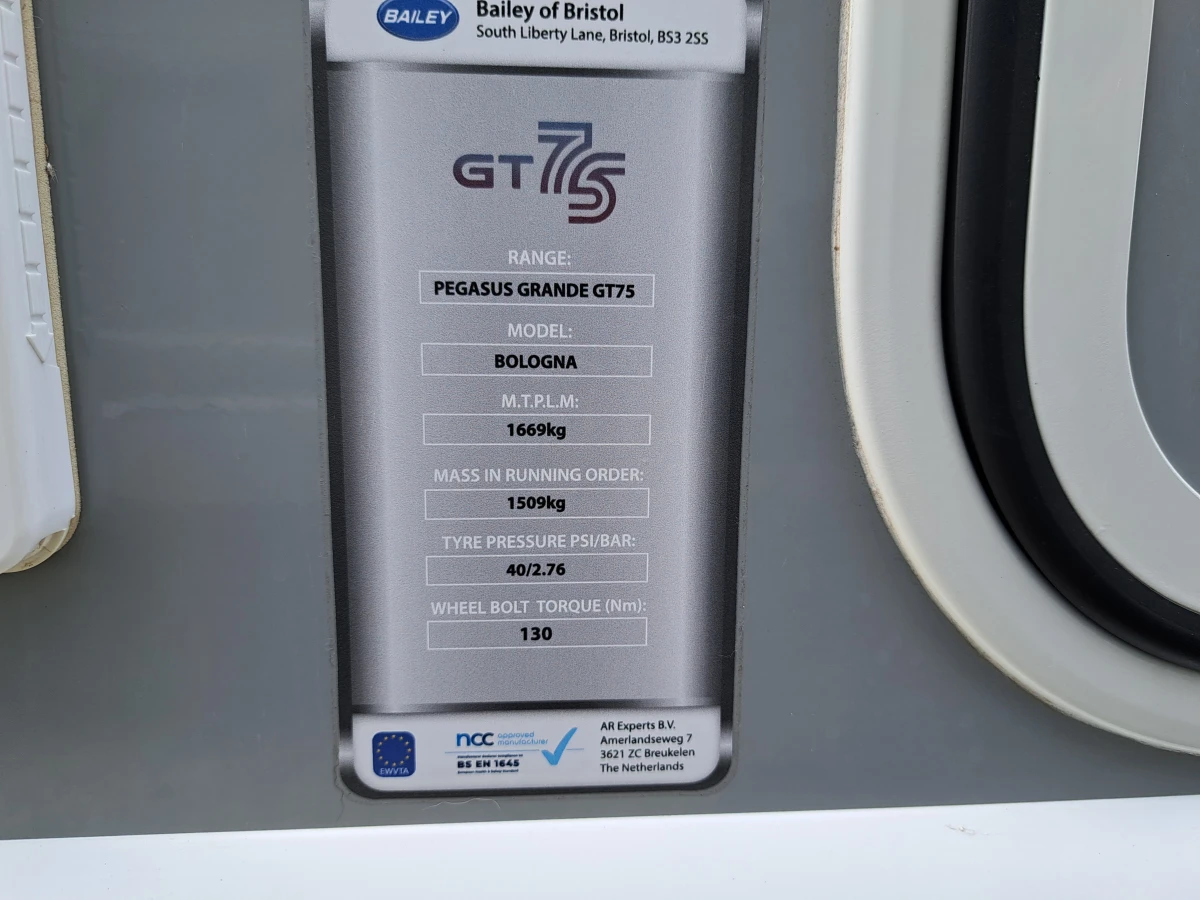 BAILEY
Bailey of Bristol
South Liberty Lane, Bristol, BS3 2SS
GT75
RANGE:
PEGASUS GRANDE GT75
MODEL:
BOLOGNA
M.T.P.L.M:
1669kg
MASS IN RUNNING ORDER:
1509kg
TYRE PRESSURE PSI/BAR:
40/2.76
WHEEL BOLT TORQUE (Nm):
130
EWVTA
ncc approved
manufacturer
BS EN 1645
AR Experts B.V.
Amerlandseweg 7
3621 ZC Breukelen
The Netherlands